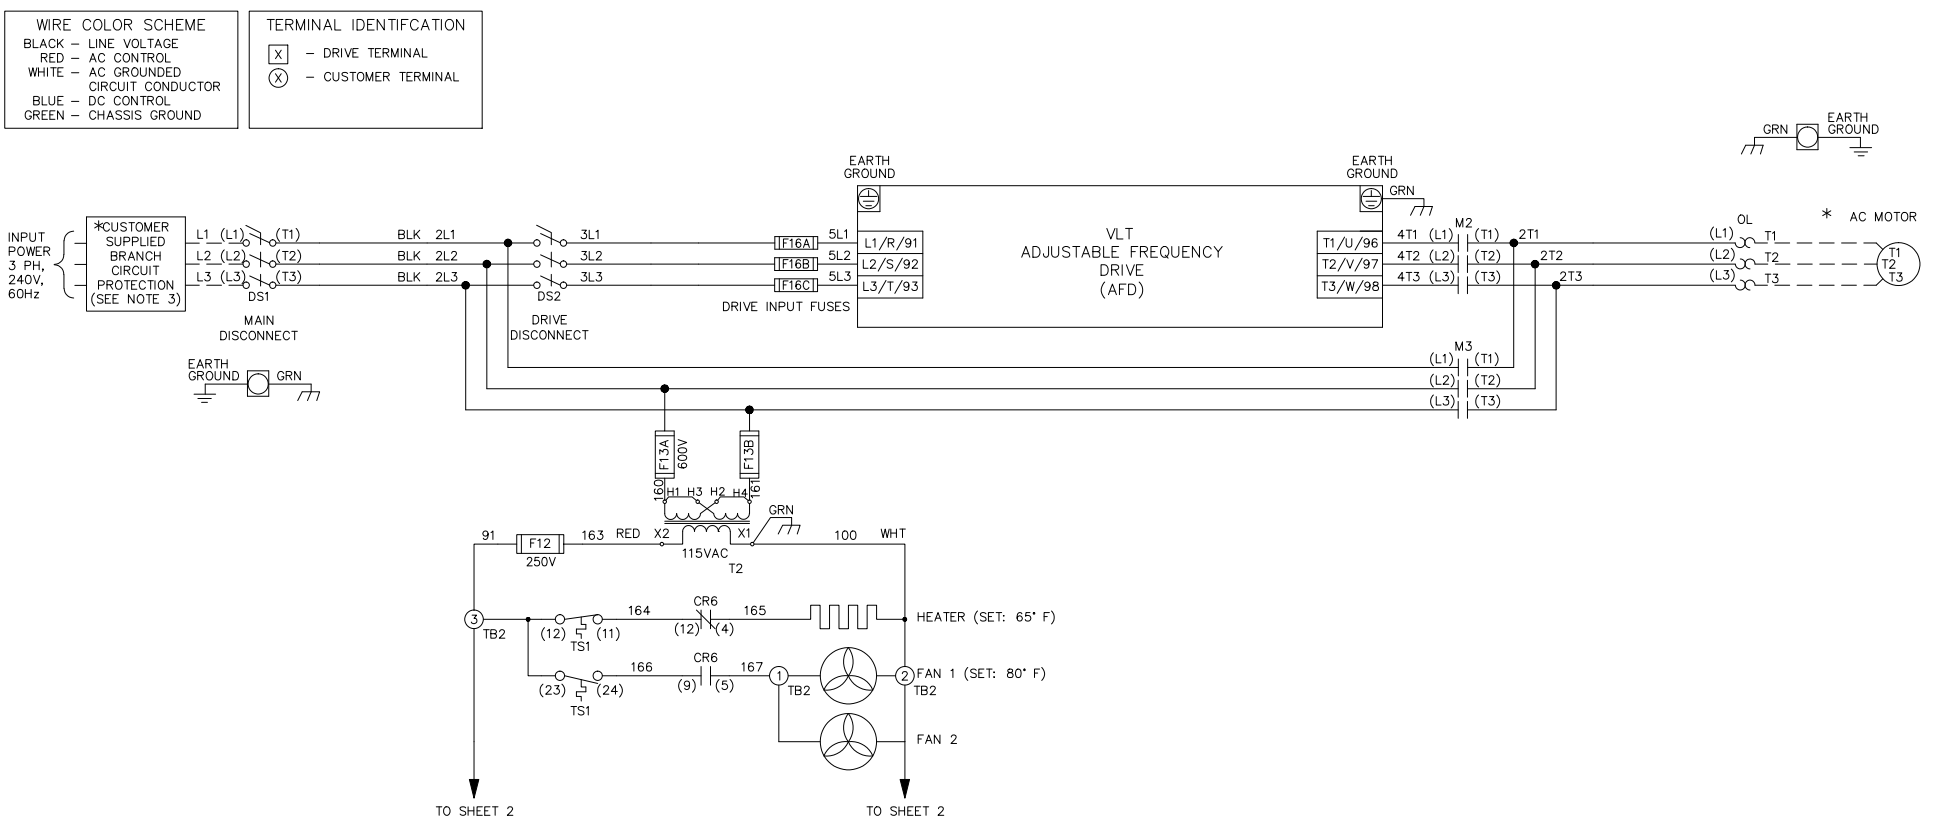 WIRE COLOR SCHEME
BLACK – LINE VOLTAGE
RED – AC CONTROL
WHITE – AC GROUNDED
CIRCUIT CONDUCTOR
BLUE – DC CONTROL
GREEN – CHASSIS GROUND
TERMINAL IDENTIFCATION
X – DRIVE TERMINAL
X – CUSTOMER TERMINAL
GRN
EARTH
GROUND
EARTH
GROUND
EARTH
GROUND
GRN
INPUT
POWER
3 PH,
240V,
60Hz
*CUSTOMER
SUPPLIED
BRANCH
CIRCUIT
PROTECTION
(SEE NOTE 3)
L1 (L1) (T1) BLK 2L1 3L1 F16A 5L1 L1/R/91
L2 (L2) (T2) BLK 2L2 3L2 F16B 5L2 L2/S/92
L3 (L3) (T3) BLK 2L3 3L3 F16C 5L3 L3/T/93
DS1
DS2
MAIN
DISCONNECT
DRIVE
DISCONNECT
DRIVE INPUT FUSES
VLT
ADJUSTABLE FREQUENCY
DRIVE
(AFD)
M2
OL
* AC MOTOR
T1/U/96 4T1 (L1) (T1) 2T1 (L1) T1
T2/V/97 4T2 (L2) (T2) 2T2 (L2) T2
T3/W/98 4T3 (L3) (T3) 2T3 (L3) T3
T1
T2
T3
M3
(L1) (T1)
(L2) (T2)
(L3) (T3)
EARTH
GROUND
GRN
F13A
600V
F13B
160
161
H1 H3 H2 H4
GRN
91 F12 163 RED X2 X1 100 WHT
250V
115VAC
T2
3
TB2
(12) (11)
TS1
164
CR6
(12) (4)
165
HEATER (SET: 65° F)
(23) (24)
TS1
166
CR6
(9) (5)
167
1
TB2
2
TB2
FAN 1 (SET: 80° F)
FAN 2
TO SHEET 2
TO SHEET 2